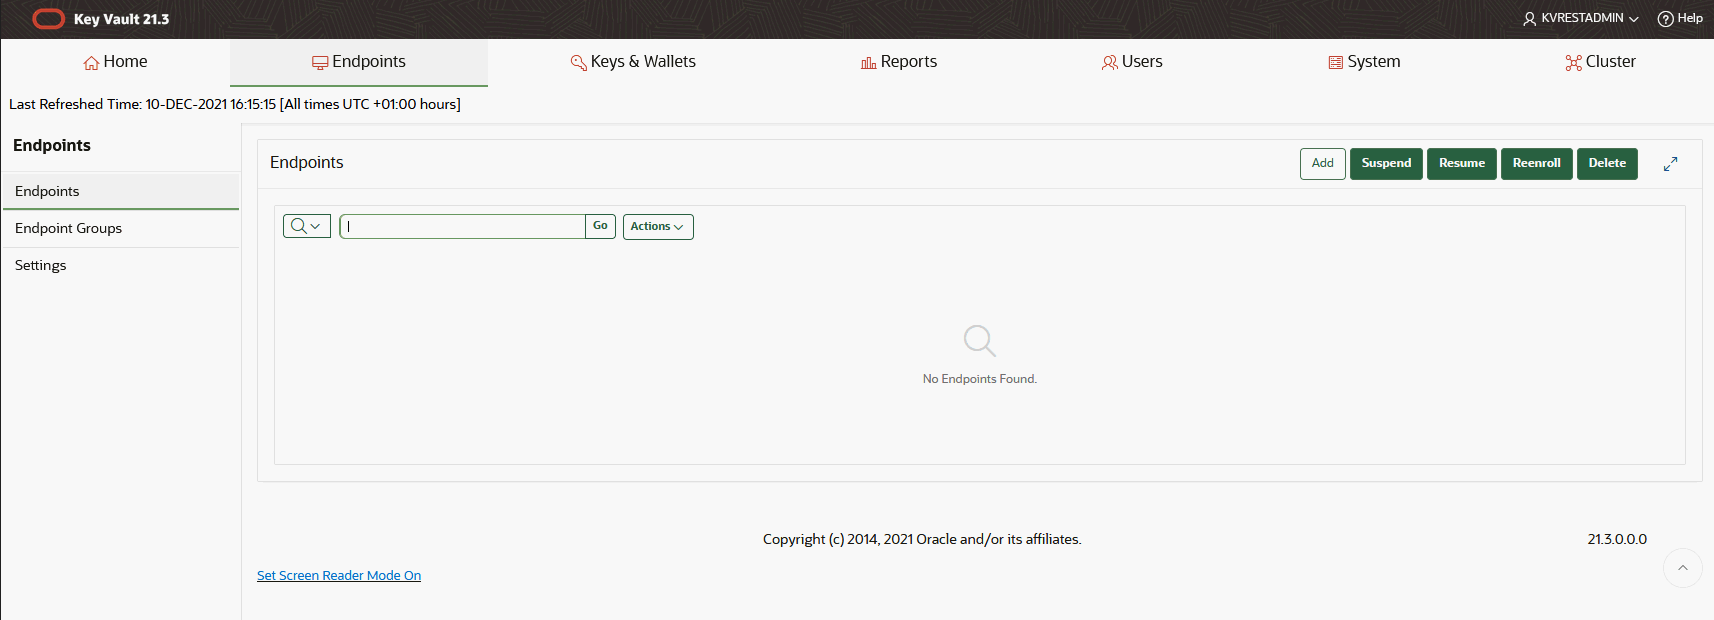 Key Vault 21.3
KVRESTADMIN
Help
Home
Endpoints
Keys & Wallets
Reports
Users
System
Cluster
Last Refreshed Time: 10-DEC-2021 16:15:15 [All times UTC +01:00 hours]
Endpoints
Endpoints
Endpoint Groups
Settings
Endpoints
Add
Suspend
Resume
Reenroll
Delete
Go
Actions
No Endpoints Found.
Copyright (c) 2014, 2021 Oracle and/or its affiliates.
21.3.0.0.0
Set Screen Reader Mode On